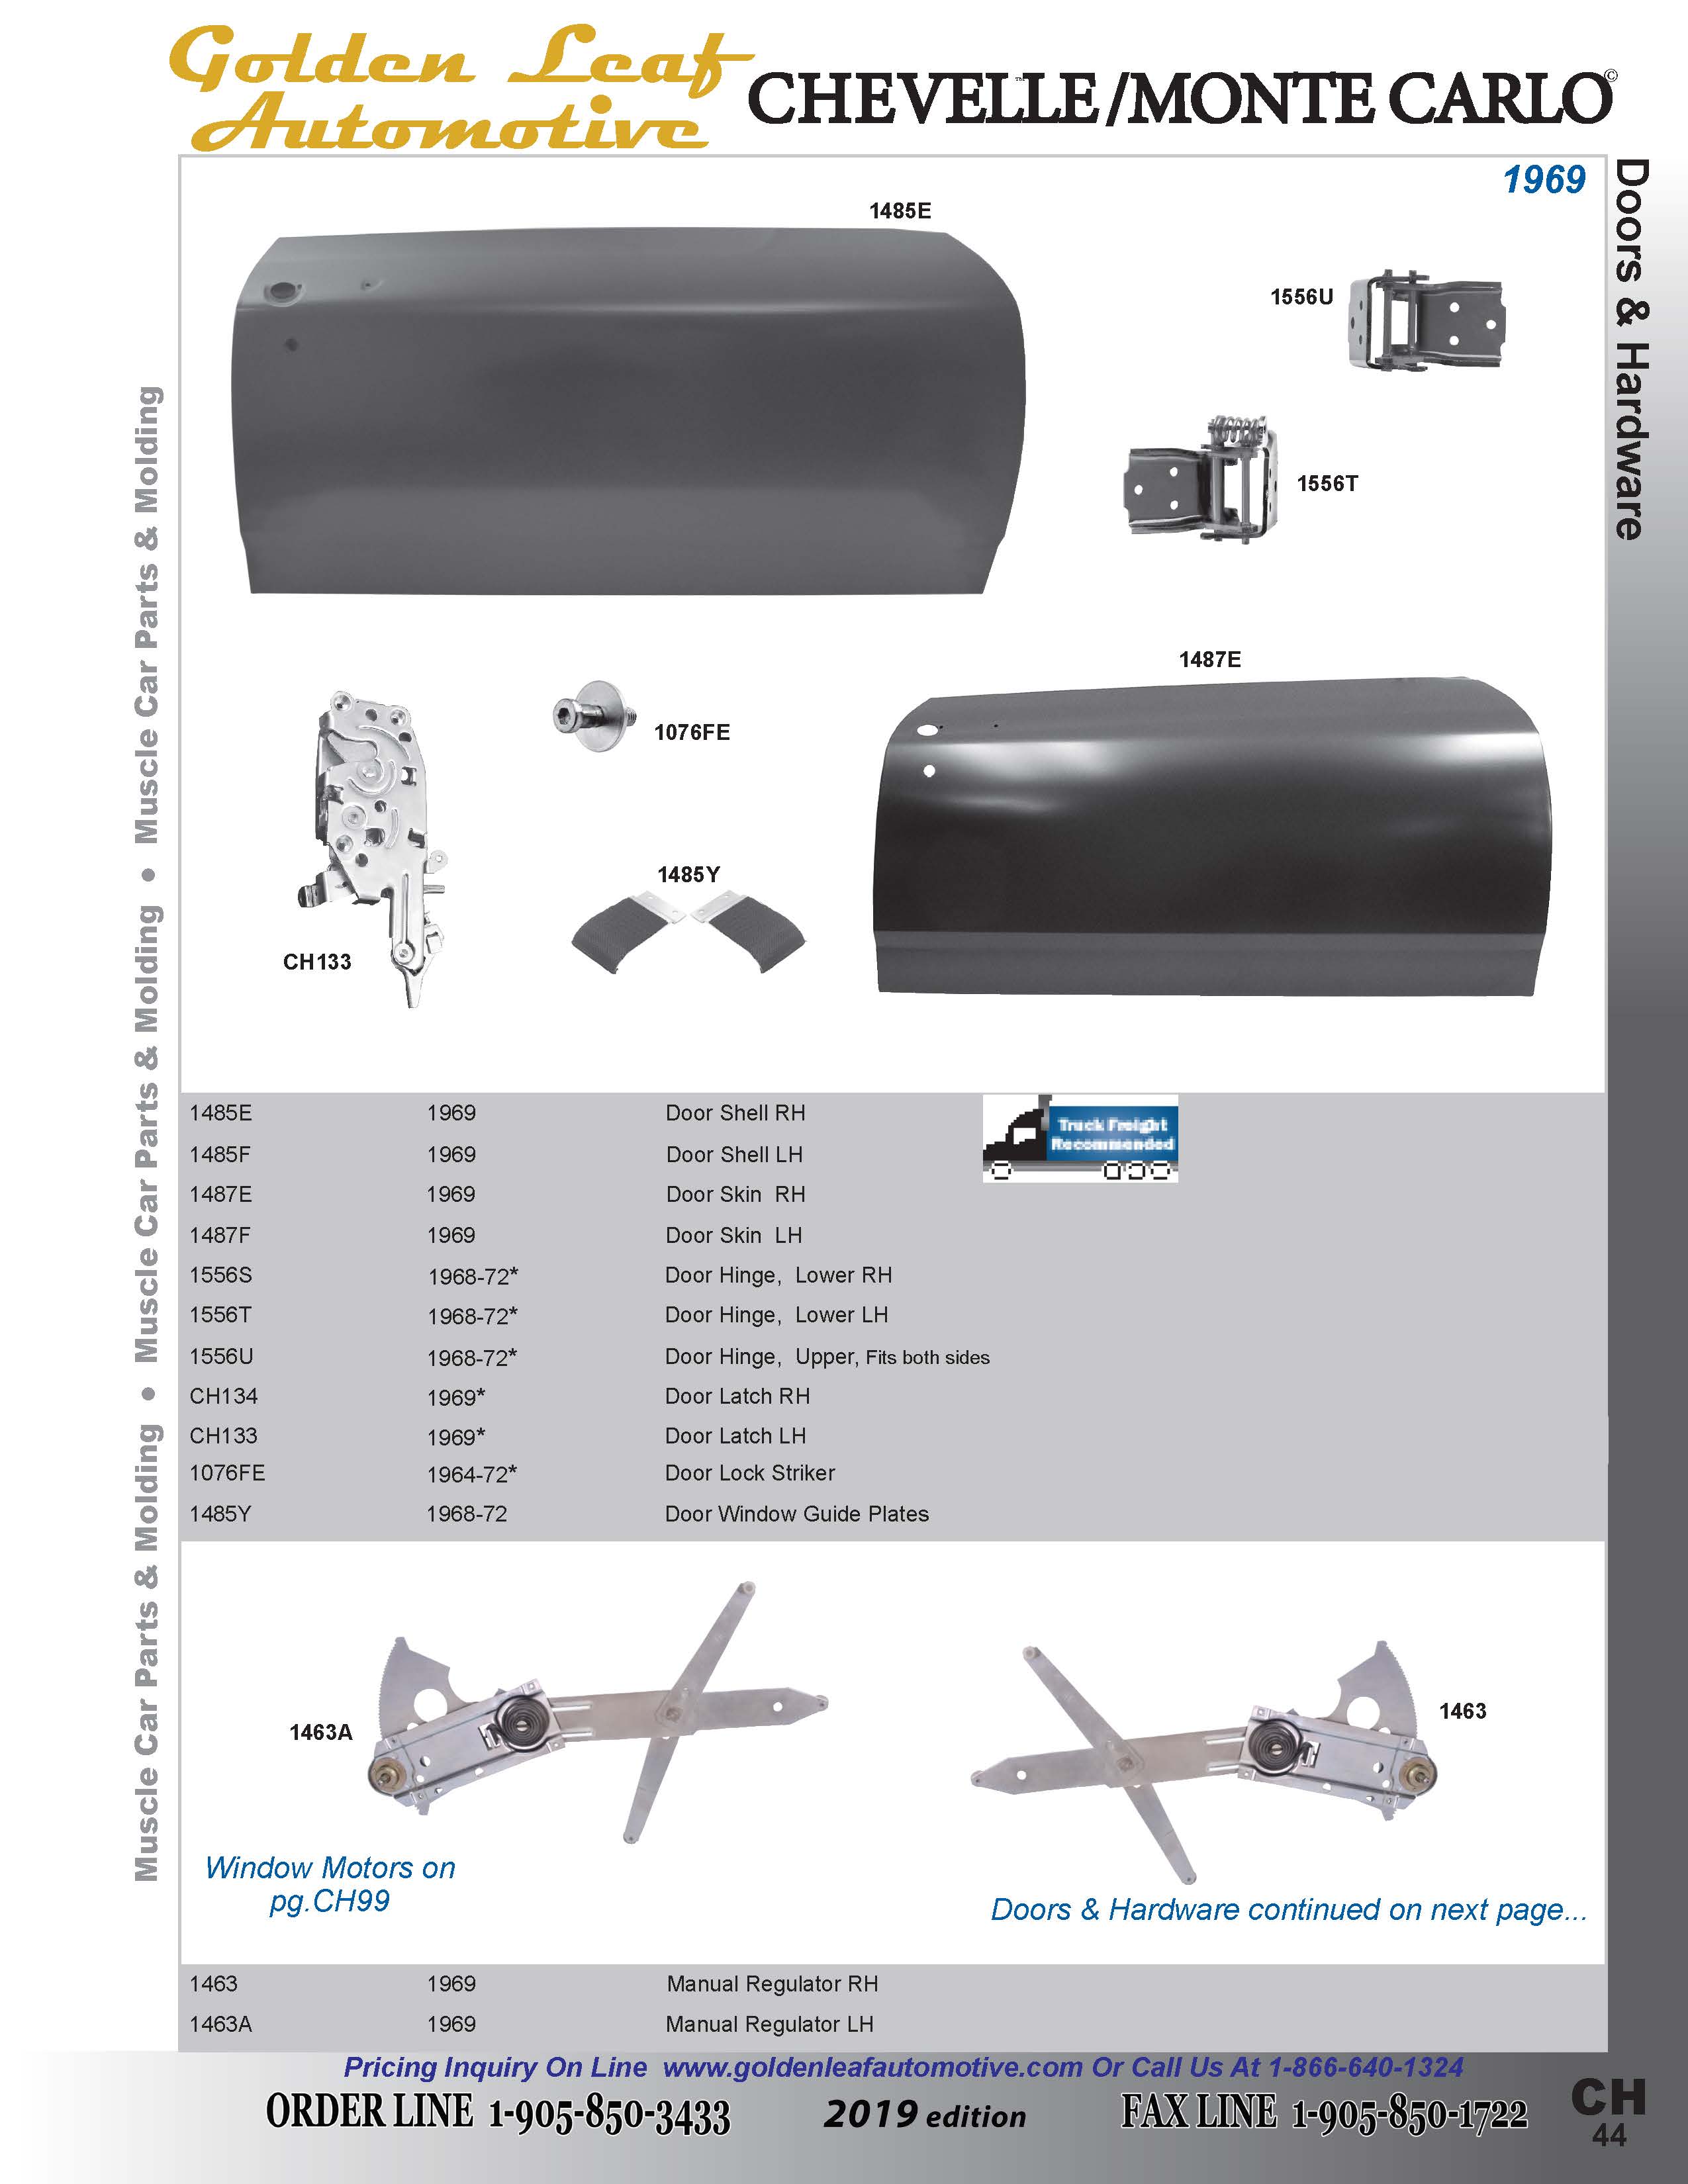 Golden Leaf
Automotive
CHEVELLE™/MONTE CARLO©
1969
Doors & Hardware
1485E
1556U
1556T
1487E
1076FE
1485Y
CH133
Muscle Car Parts & Molding • Muscle Car Parts & Molding • Muscle Car Parts & Molding
1485E 1969 Door Shell RH
Truck Freight
Recommended
1485F 1969 Door Shell LH
1487E 1969 Door Skin RH
1487F 1969 Door Skin LH
1556S 1968-72* Door Hinge, Lower RH
1556T 1968-72* Door Hinge, Lower LH
1556U 1968-72* Door Hinge, Upper, Fits both sides
CH134 1969* Door Latch RH
CH133 1969* Door Latch LH
1076FE 1964-72* Door Lock Striker
1485Y 1968-72 Door Window Guide Plates
1463A
1463
Window Motors on
pg.CH99
Doors & Hardware continued on next page...
1463 1969 Manual Regulator RH
1463A 1969 Manual Regulator LH
Pricing Inquiry On Line www.goldenleafautomotive.com Or Call Us At 1-866-640-1324
ORDER LINE 1-905-850-3433
2019 edition
FAX LINE 1-905-850-1722
CH
44